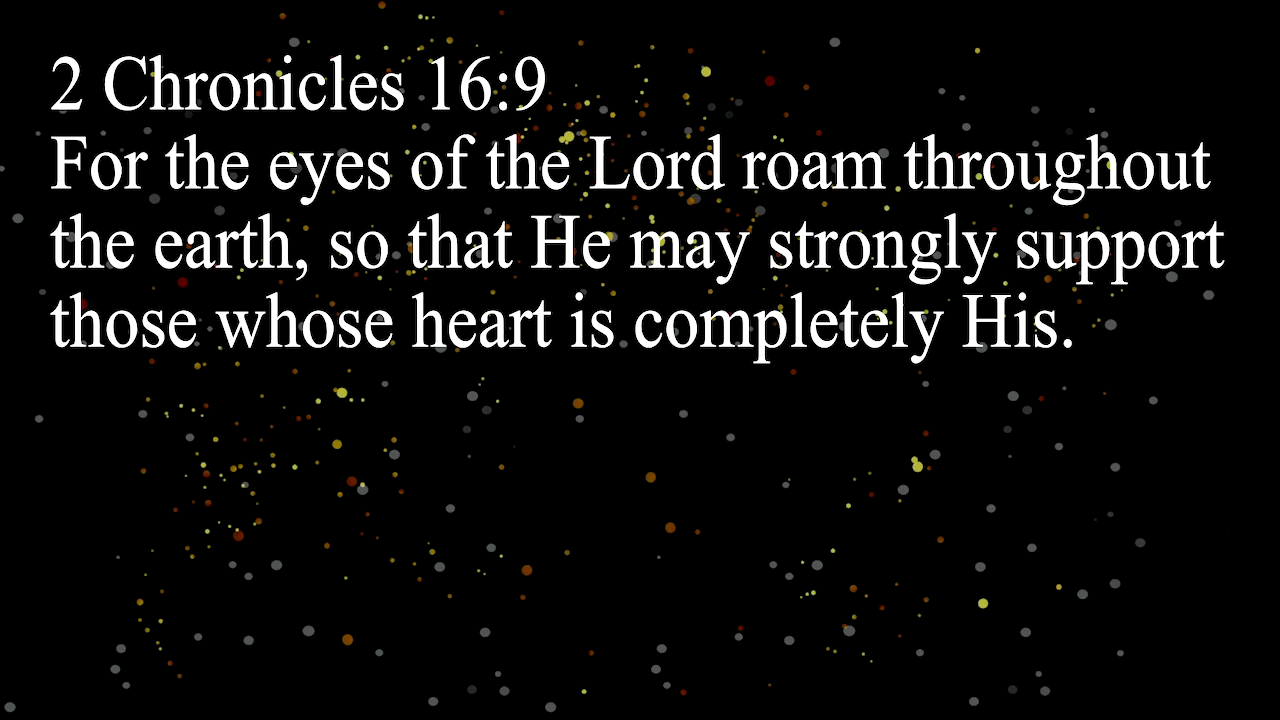 2 Chronicles 16:9
For the eyes of the Lord roam throughout
the earth, so that He may strongly support
those whose heart is completely His.